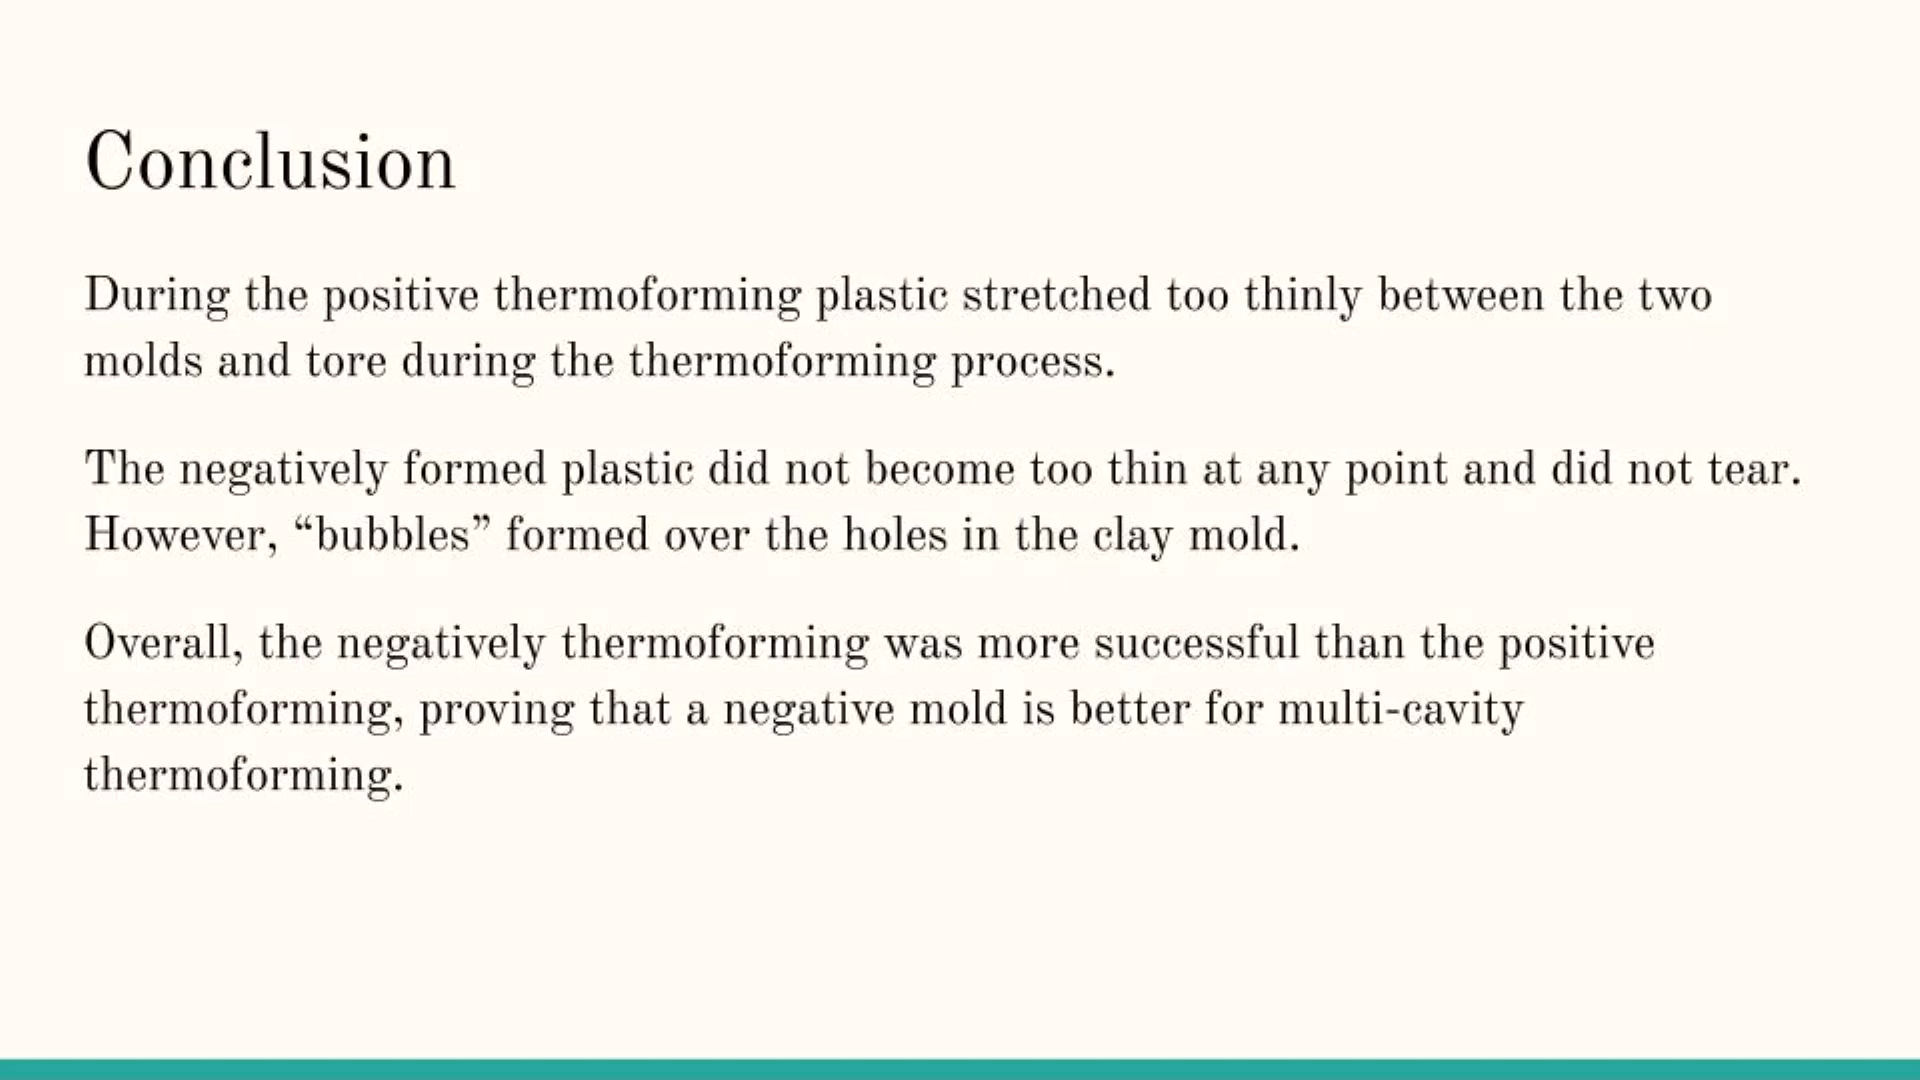 Conclusion
During the positive thermoforming plastic stretched too thinly between the two
molds and tore during the thermoforming process.
The negatively formed plastic did not become too thin at any point and did not tear.
However, “bubbles” formed over the holes in the clay mold.
Overall, the negatively thermoforming was more successful than the positive
thermoforming, proving that a negative mold is better for multi-cavity
thermoforming.